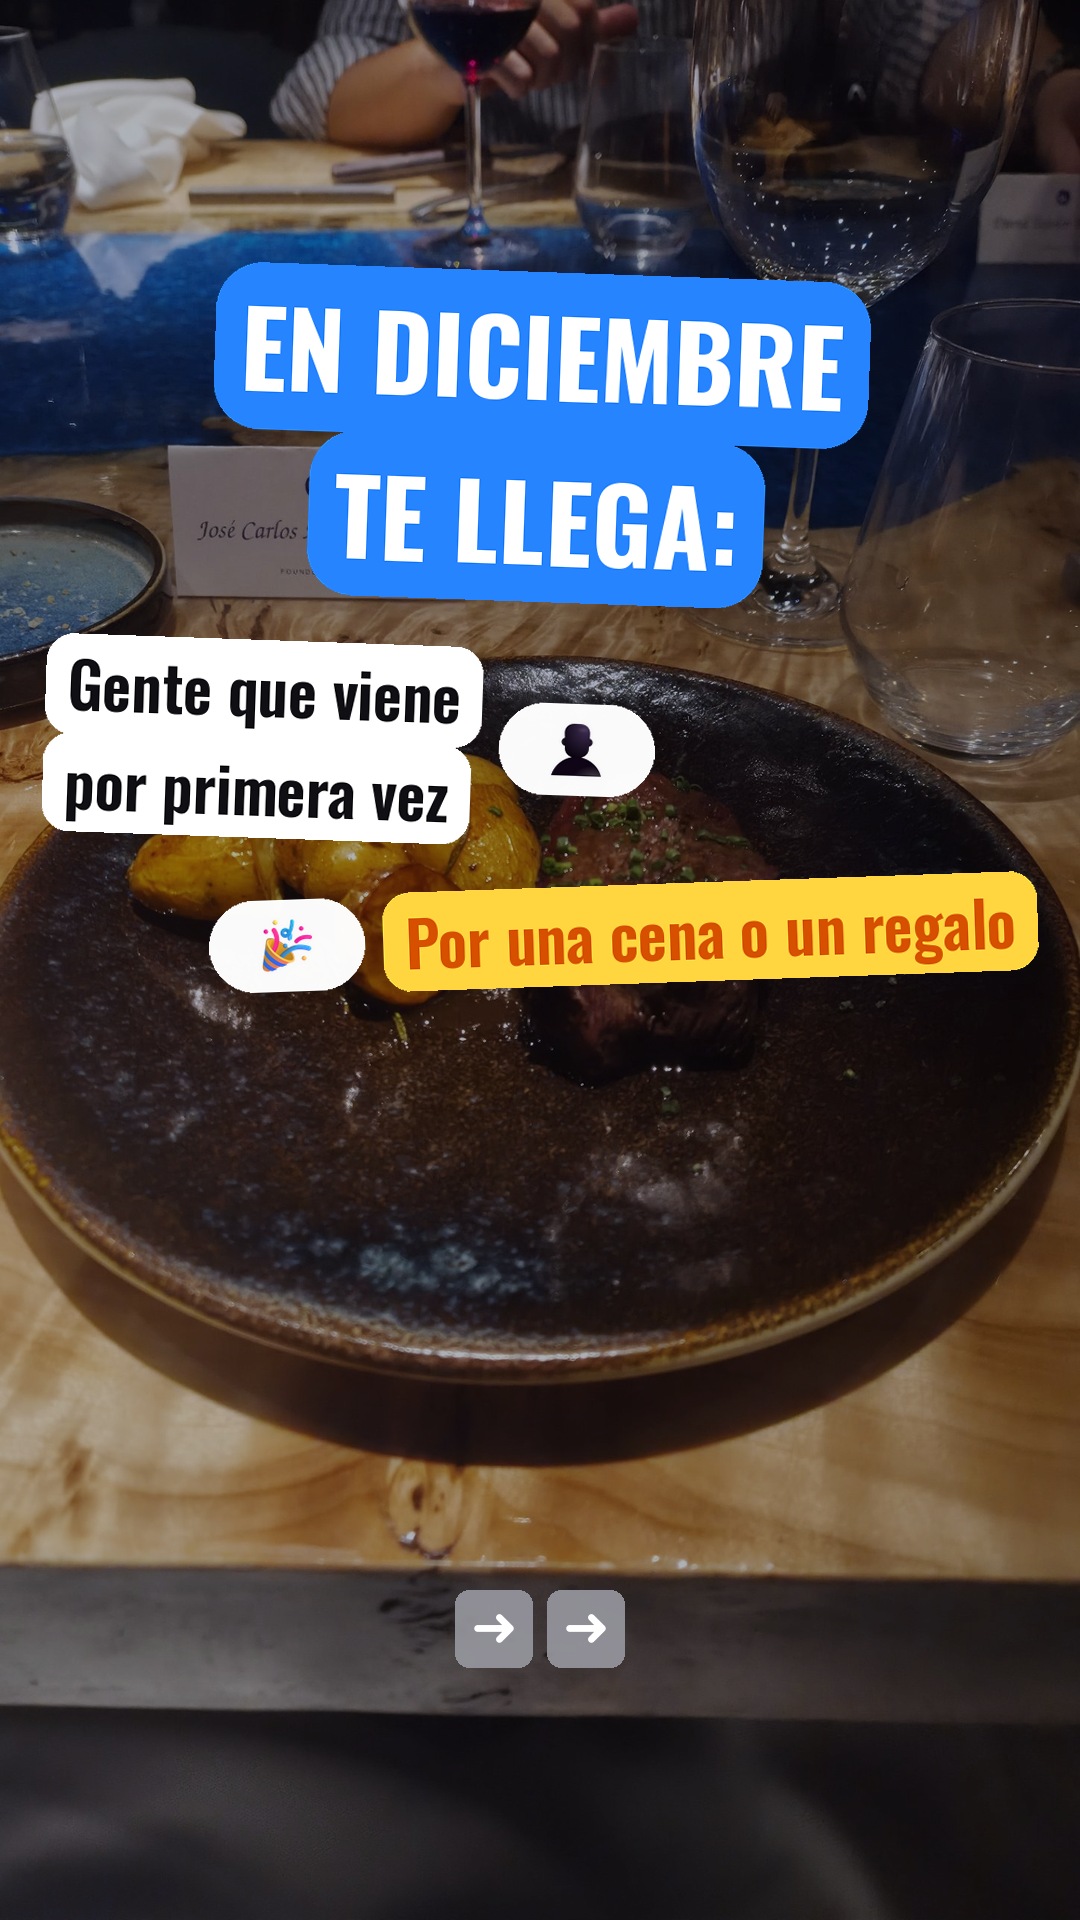 EN DICIEMBRE
TE LLEGA:
José Carlos
Gente que viene
por primera vez
Por una cena o un regalo